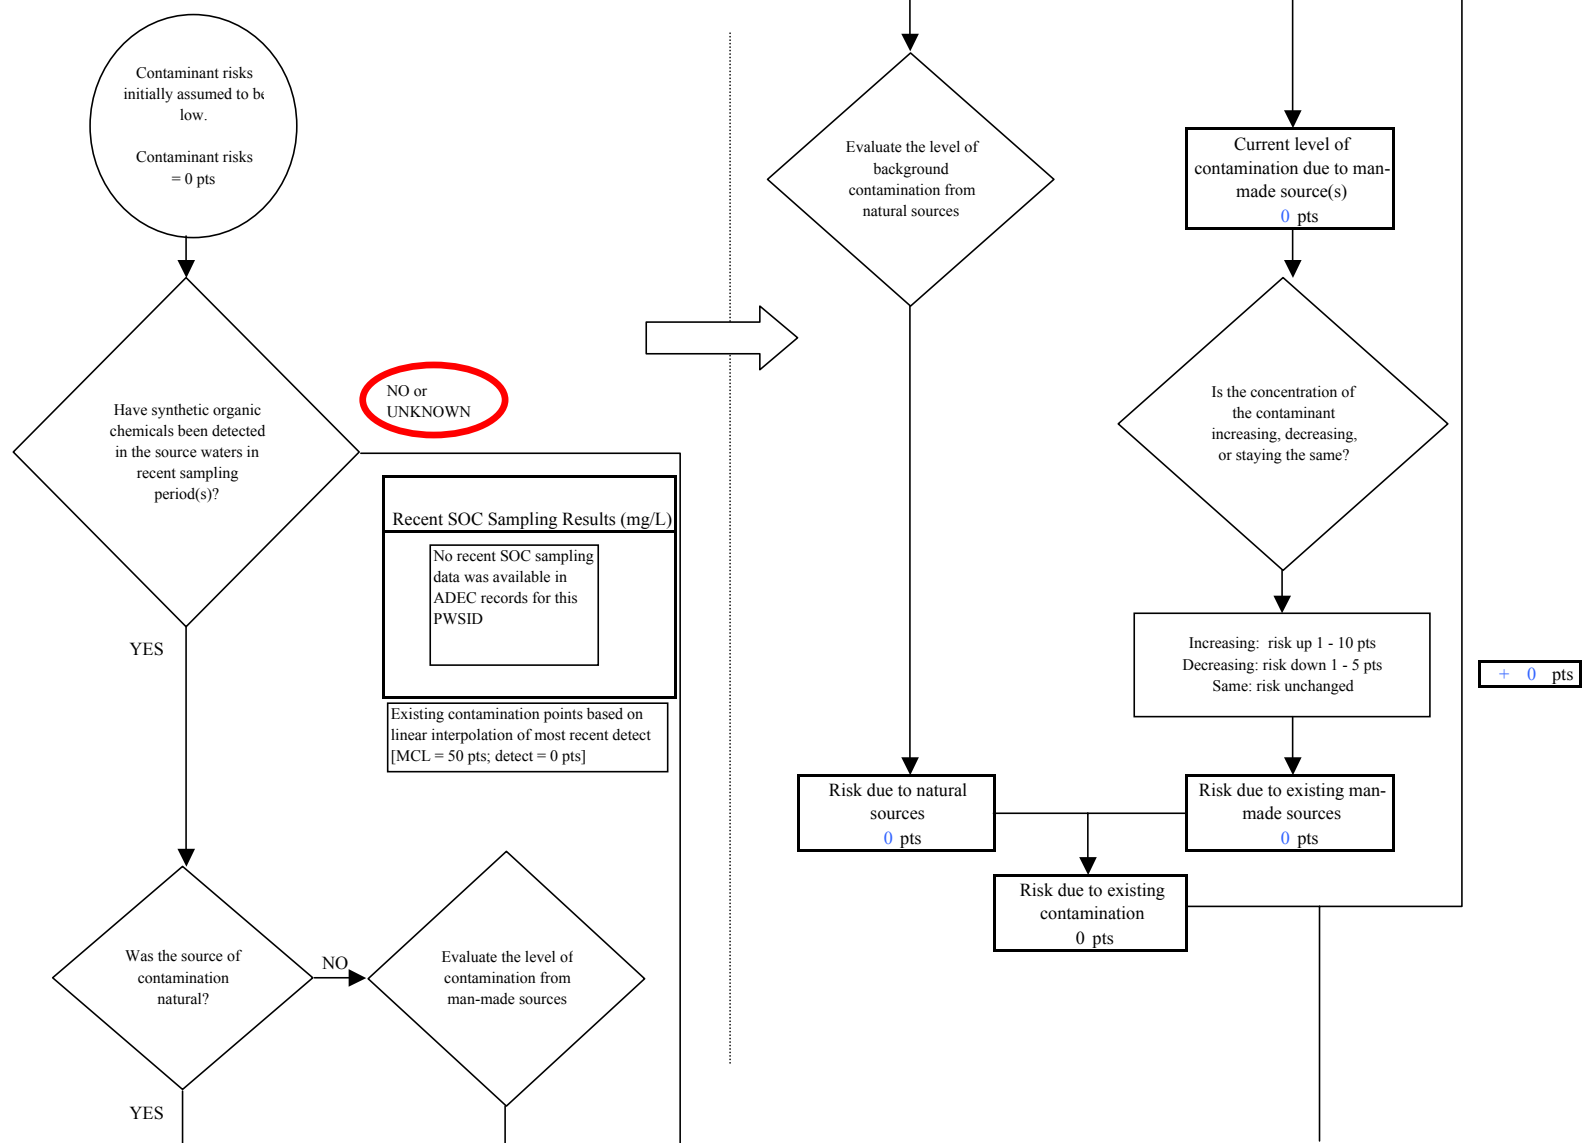 Contaminant risks
initially assumed to be
low.
Contaminant risks
= 0 pts
Have synthetic organic
chemicals been detected
in the source waters in
recent sampling
period(s)?
NO or
UNKNOWN
Recent SOC Sampling Results (mg/L)
No recent SOC sampling
data was available in
ADEC records for this
PWSID
Existing contamination points based on
linear interpolation of most recent detect
[MCL = 50 pts; detect = 0 pts]
YES
Was the source of
contamination
natural?
NO
Evaluate the level of
contamination from
man-made sources
YES
Evaluate the level of
background
contamination from
natural sources
Current level of
contamination due to man-
made source(s)
0 pts
Is the concentration of
the contaminant
increasing, decreasing,
or staying the same?
Increasing: risk up 1 - 10 pts
Decreasing: risk down 1 - 5 pts
Same: risk unchanged
+ 0 pts
Risk due to natural
sources
0 pts
Risk due to existing man-
made sources
0 pts
Risk due to existing
contamination
0 pts